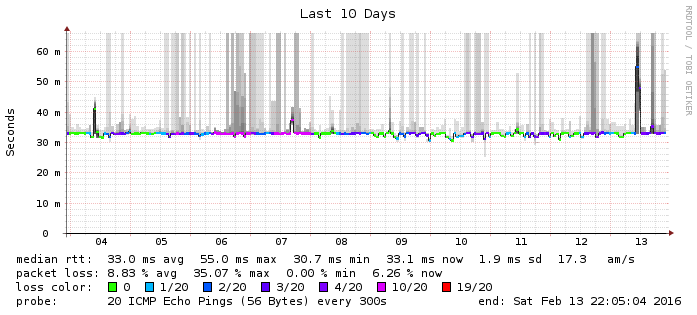 Last 10 Days
RRDTOOL / TOBI OETIKER
Seconds
60 m
50 m
40 m
30 m
20 m
10 m
0
04 05 06 07 08 09 10 11 12 13
median rtt: 33.0 ms avg 55.0 ms max 30.7 ms min 33.1 ms now 1.9 ms sd 17.3 am/s
packet loss: 8.83 % avg 35.07 % max 0.00 % min 6.26 % now
loss color: 0 1/20 2/20 3/20 4/20 10/20 19/20
probe: 20 ICMP Echo Pings (56 Bytes) every 300s end: Sat Feb 13 22:05:04 2016